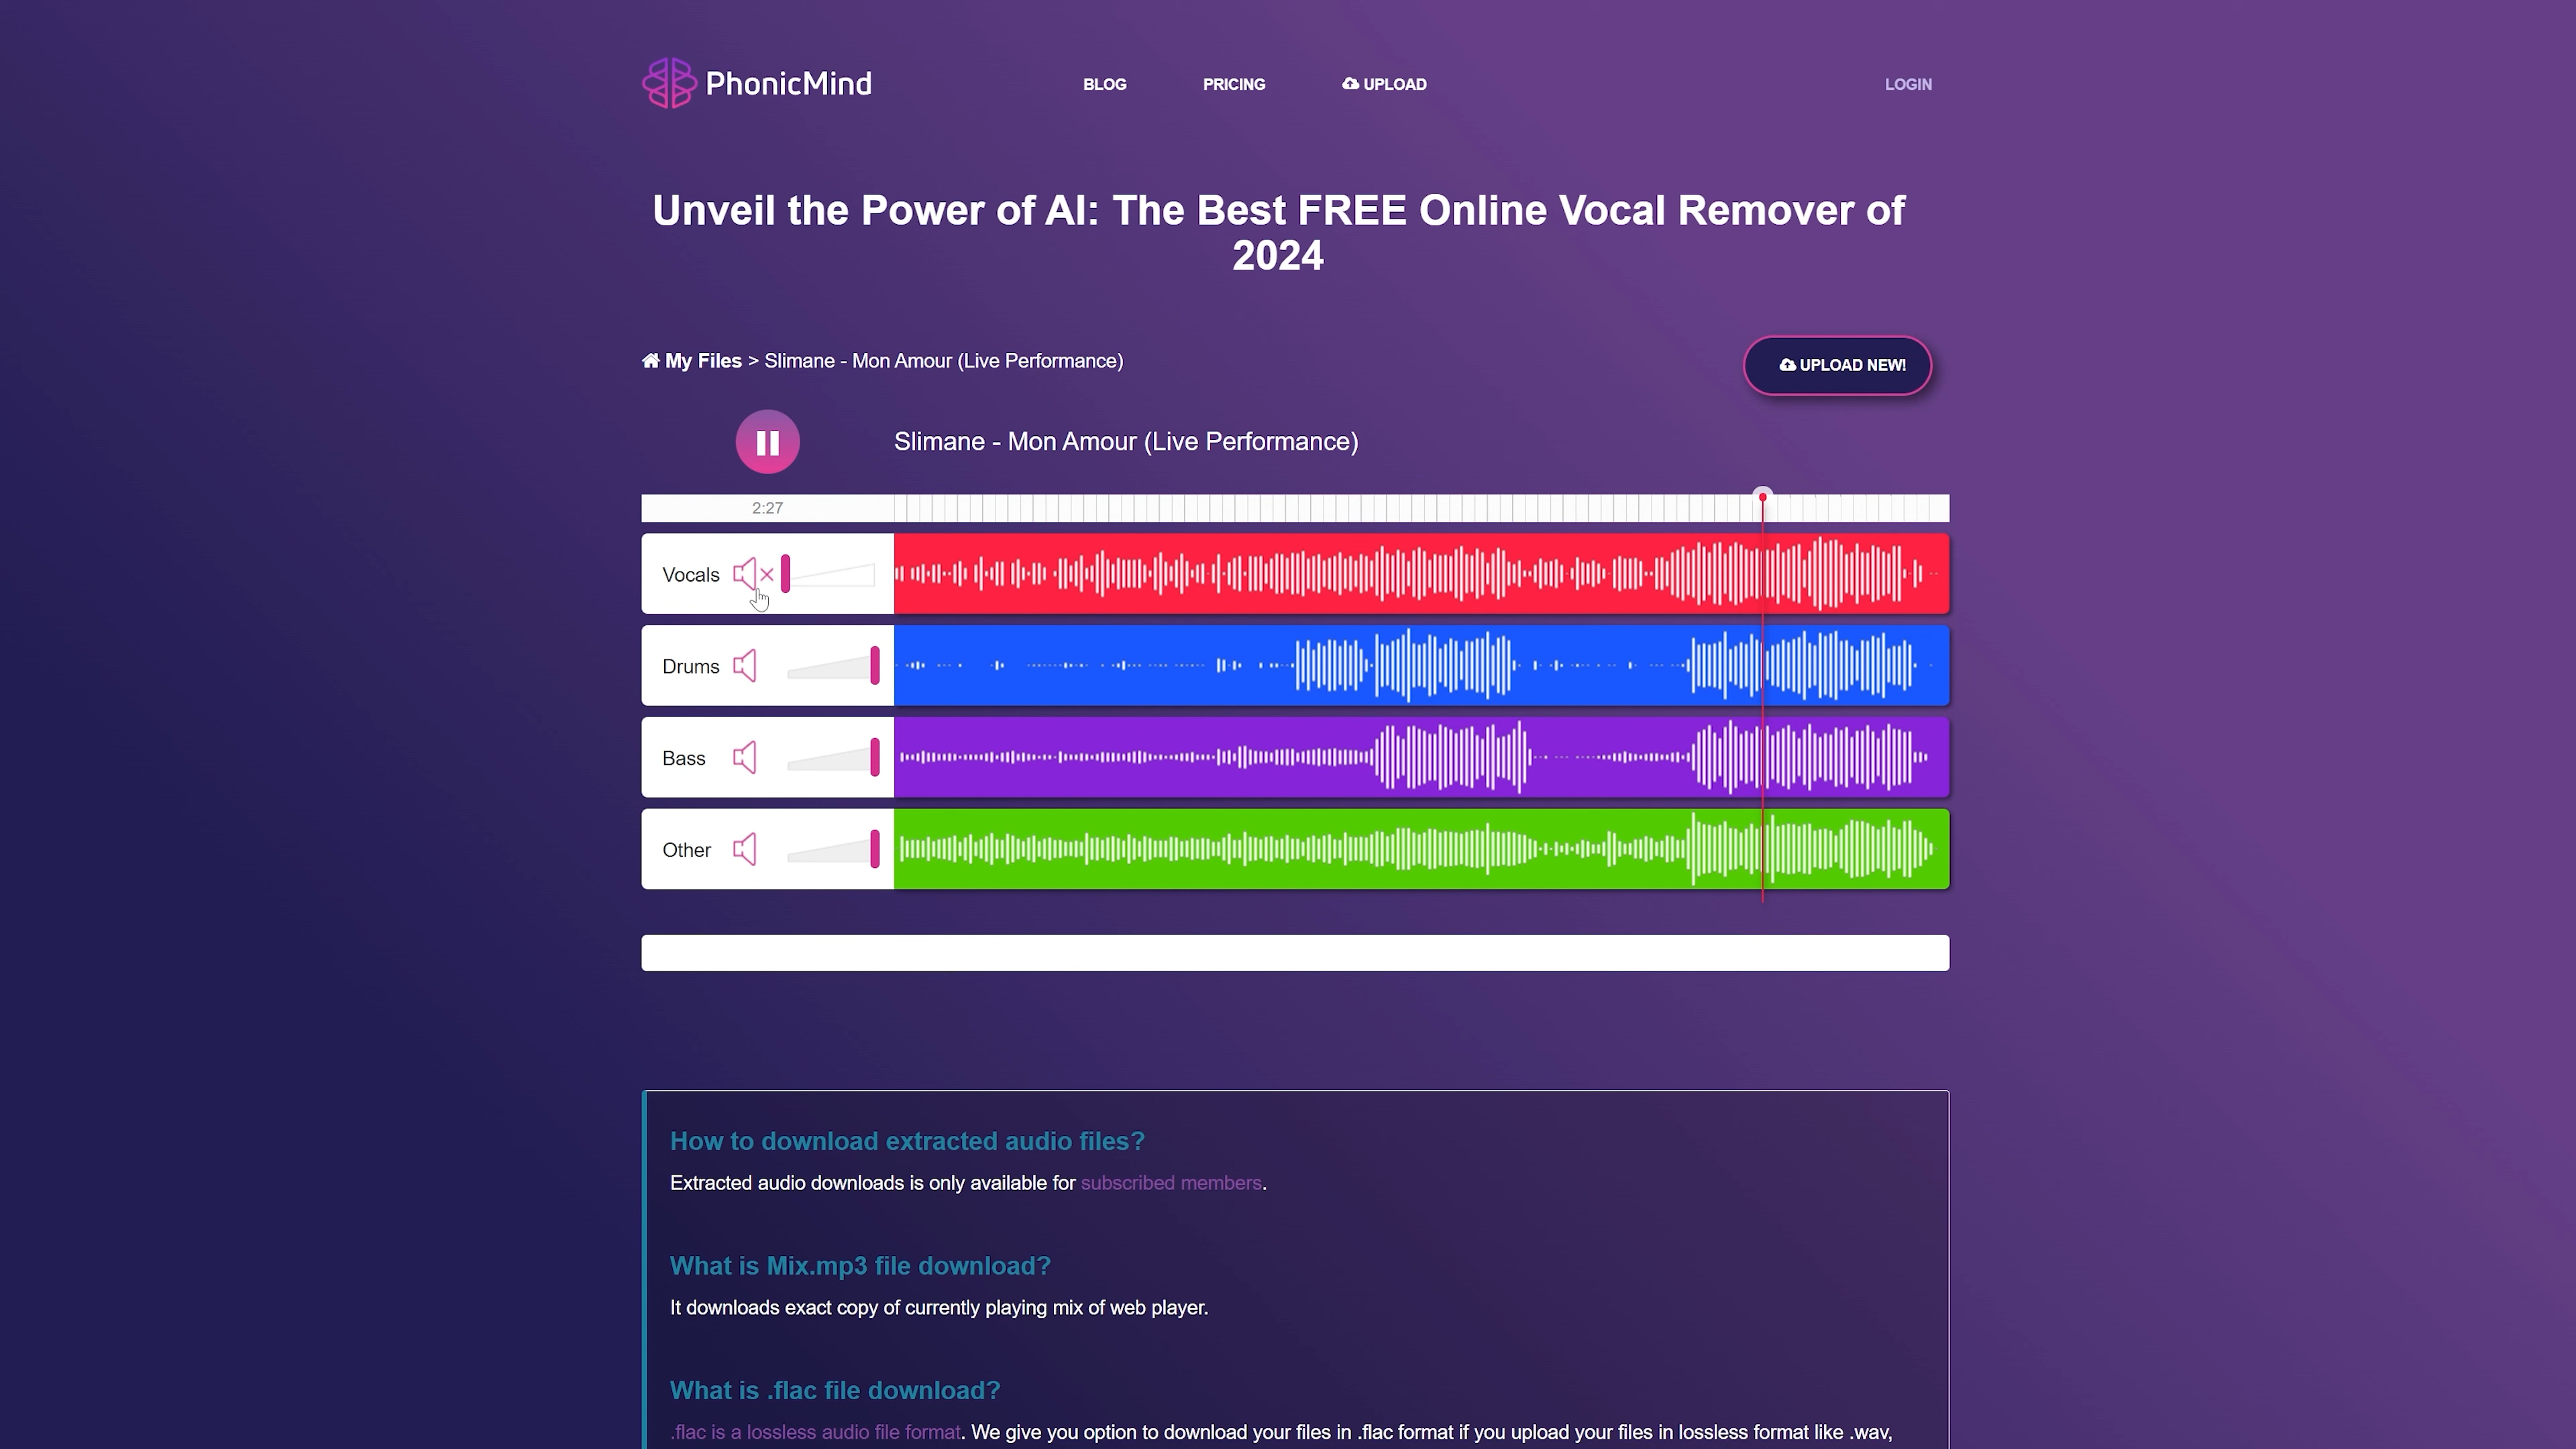 PhonicMind
BLOG
PRICING
UPLOAD
LOGIN
Unveil the Power of AI: The Best FREE Online Vocal Remover of
2024
My Files > Slimane - Mon Amour (Live Performance)
UPLOAD NEW!
Slimane - Mon Amour (Live Performance)
2:27
Vocals
Drums
Bass
Other
How to download extracted audio files?
Extracted audio downloads is only available for subscribed members.
What is Mix.mp3 file download?
It downloads exact copy of currently playing mix of web player.
What is .flac file download?
.flac is a lossless audio file format. We give you option to download your files in .flac format if you upload your files in lossless format like .wav,